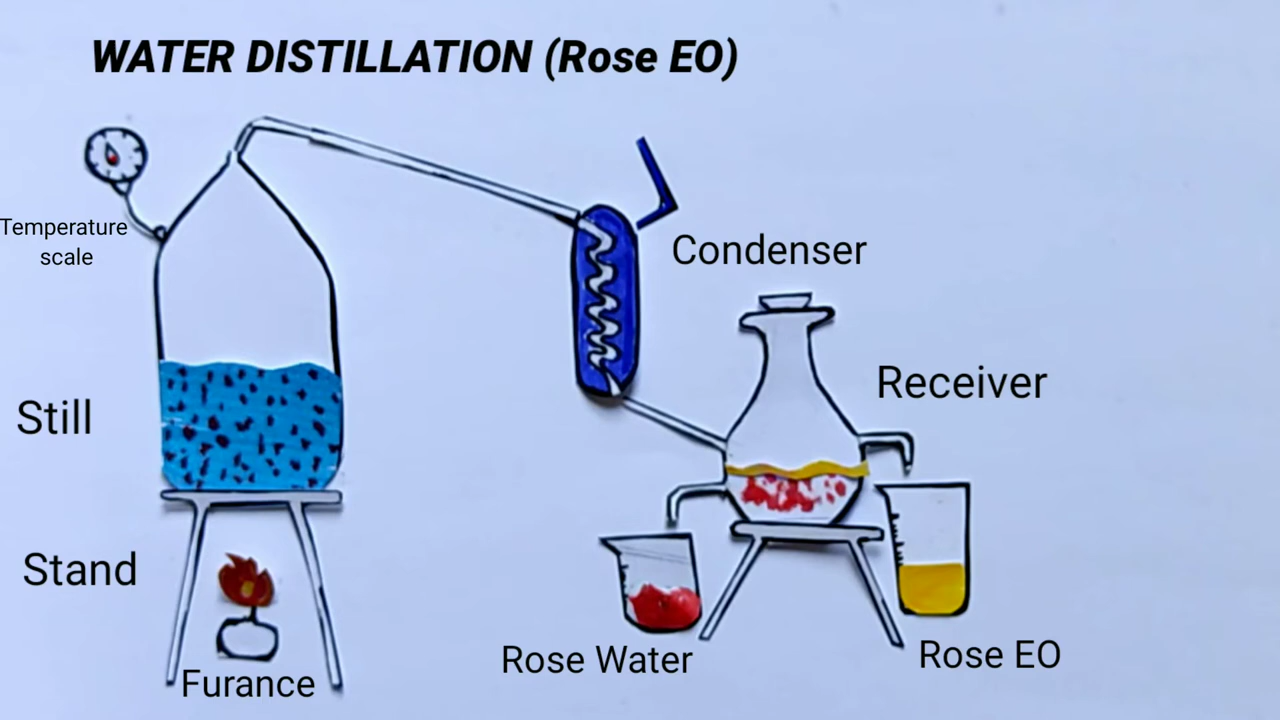 WATER DISTILLATION (Rose EO)
Temperature
scale
Condenser
Receiver
Still
Stand
Furance
Rose Water
Rose EO